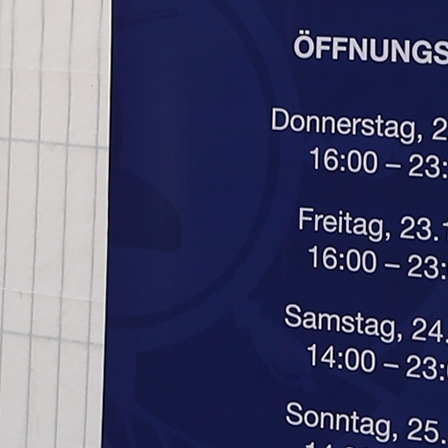 ÖFFNUNGS
Donnerstag, 2
16:00 – 23:
Freitag, 23.
16:00 – 23:
Samstag, 24.
14:00 – 23:
Sonntag, 25.